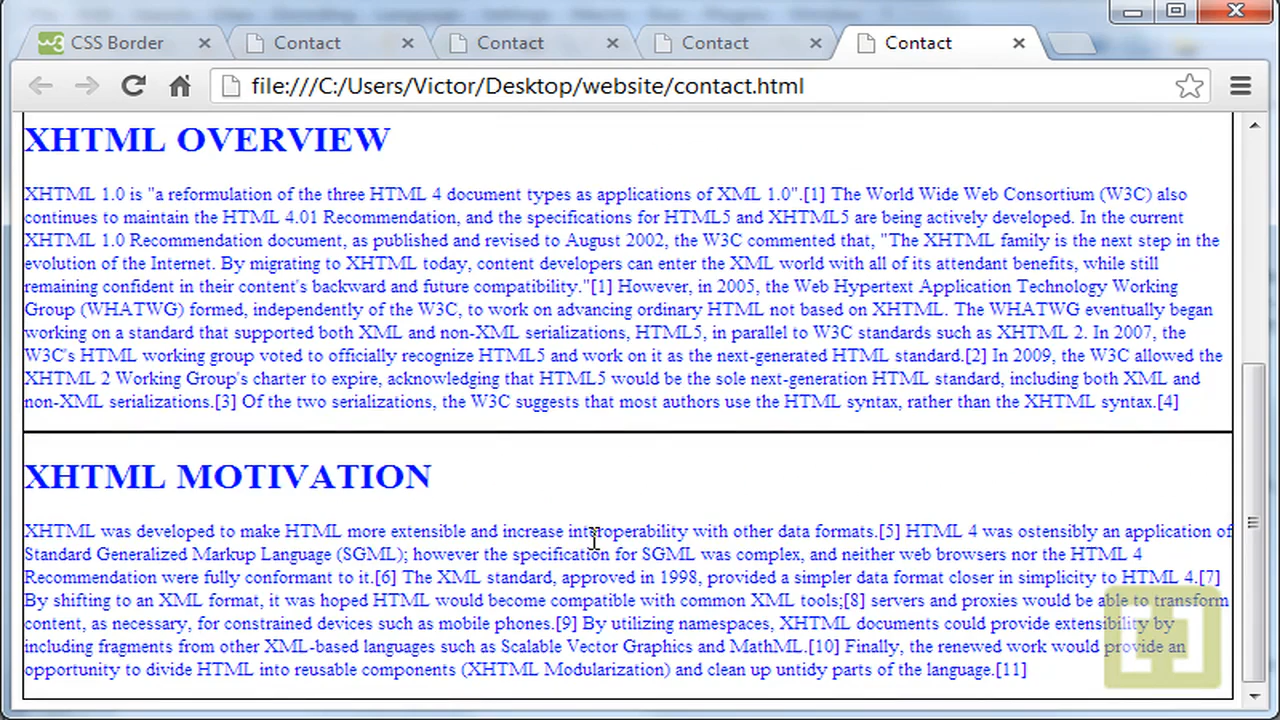 CSS Border
Contact
Contact
Contact
Contact
file:///C:/Users/Victor/Desktop/website/contact.html
XHTML OVERVIEW
XHTML 1.0 is "a reformulation of the three HTML 4 document types as applications of XML 1.0".[1] The World Wide Web Consortium (W3C) also
continues to maintain the HTML 4.01 Recommendation, and the specifications for HTML5 and XHTML5 are being actively developed. In the current
XHTML 1.0 Recommendation document, as published and revised to August 2002, the W3C commented that, "The XHTML family is the next step in the
evolution of the Internet. By migrating to XHTML today, content developers can enter the XML world with all of its attendant benefits, while still
remaining confident in their content's backward and future compatibility."[1] However, in 2005, the Web Hypertext Application Technology Working
Group (WHATWG) formed, independently of the W3C, to work on advancing ordinary HTML not based on XHTML. The WHATWG eventually began
working on a standard that supported both XML and non-XML serializations, HTML5, in parallel to W3C standards such as XHTML 2. In 2007, the
W3C's HTML working group voted to officially recognize HTML5 and work on it as the next-generation HTML standard.[2] In 2009, the W3C allowed the
XHTML 2 Working Group's charter to expire, acknowledging that HTML5 would be the sole next-generation HTML standard, including both XML and
non-XML serializations.[3] Of the two serializations, the W3C suggests that most authors use the HTML syntax, rather than the XHTML syntax.[4]
XHTML MOTIVATION
XHTML was developed to make HTML more extensible and increase interoperability with other data formats.[5] HTML 4 was ostensibly an application of
Standard Generalized Markup Language (SGML); however the specification for SGML was complex, and neither web browsers nor the HTML 4
Recommendation were fully conformant to it.[6] The XML standard, approved in 1998, provided a simpler data format closer in simplicity to HTML 4.[7]
By shifting to an XML format, it was hoped HTML would become compatible with common XML tools;[8] servers and proxies would be able to transform
content, as necessary, for constrained devices such as mobile phones.[9] By utilizing namespaces, XHTML documents could provide extensibility by
including fragments from other XML-based languages such as Scalable Vector Graphics and MathML.[10] Finally, the renewed work would provide an
opportunity to divide HTML into reusable components (XHTML Modularization) and clean up untidy parts of the language.[11]